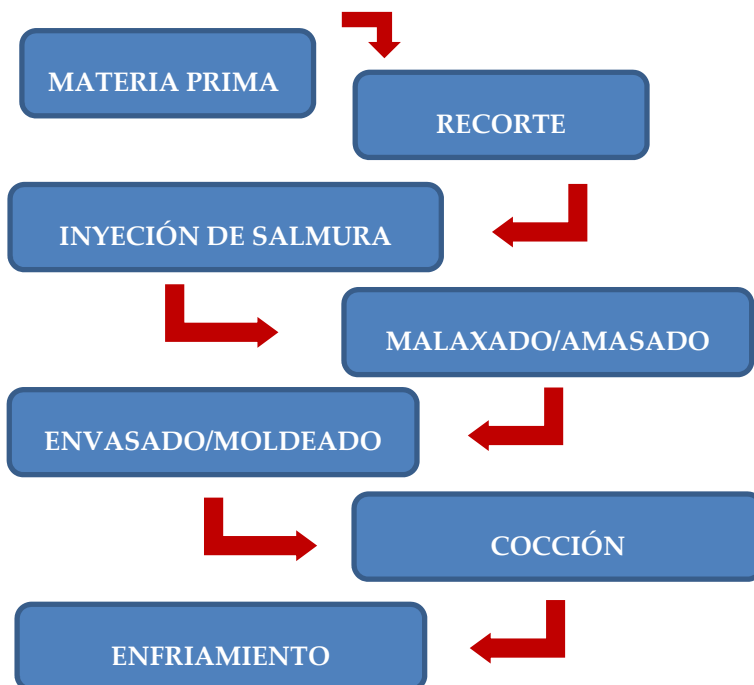 MATERIA PRIMA
RECORTE
INYECIÓN DE SALMURA
MALAXADO/AMASADO
ENVASADO/MOLDEADO
COCCIÓN
ENFRIAMIENTO